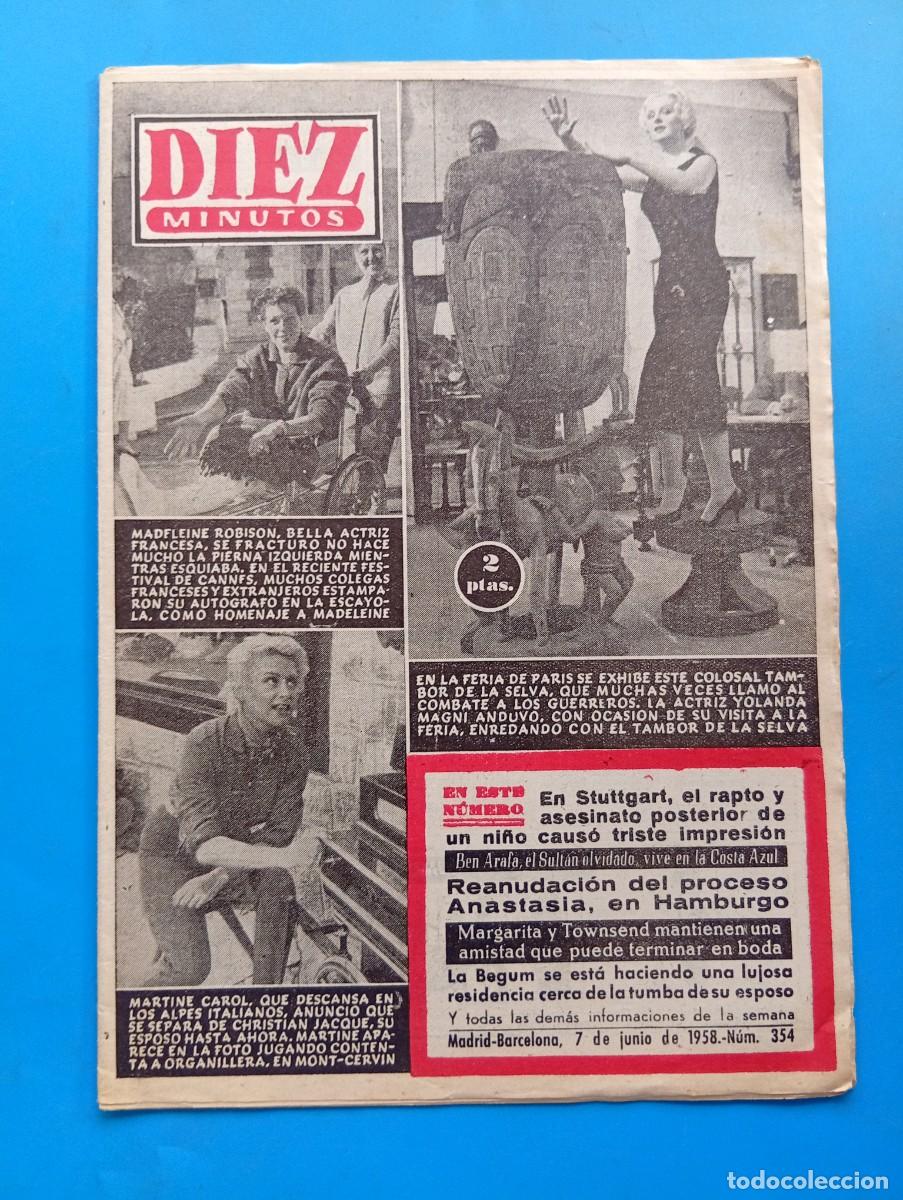 DIEZ
MINUTOS
MADFLEINE ROBISON, BELLA ACTRIZ
FRANCESA, SE FRACTURO NO HACE
MUCHO LA PIERNA IZQUIERDA MIEN-
TRAS ESQUIABA, EN EL RECIENTE FES-
TIVAL DE CANNES, MUCHOS COLEGAS
FRANCESES Y EXTRANJEROS ESTAMPA-
RON SU AUTOGRAFO EN LA ESCAYO-
LA, COMO HOMENAJE A MADELEINE
2
ptas.
EN LA FERIA DE PARIS SE EXHIBE ESTE COLOSAL TAM-
BOR DE LA SELVA, QUE MUCHAS VECES LLAMO AL
COMBATE A LOS GUERREROS. LA ACTRIZ YOLANDA
MAGNI ANDUVO, CON OCASION DE SU VISITA A LA
FERIA, ENREDANDO CON EL TAMBOR DE LA SELVA
MARTINE CAROL, QUE DESCANSA EN
LOS ALPES ITALIANOS, ANUNCIO QUE
SE SEPARA DE CHRISTIAN JACQUE, SU
ESPOSO HASTA AHORA. MARTINE APA-
RECE EN LA FOTO JUGANDO CONTEN-
TA A ORGANILLERA, EN MONT-CERVIN
EN ESTE
NÚMERO
En Stuttgart, el rapto y
asesinato posterior de
un niño causó triste impresión
Ben Arafa, el Sultán olvidado, vive en la Costa Azul
Reanudación del proceso
Anastasia, en Hamburgo
Margarita y Townsend mantienen una
amistad que puede terminar en boda
La Begum se está haciendo una lujosa
residencia cerca de la tumba de su esposo
Y todas las demás informaciones de la semana
Madrid-Barcelona, 7 de junio de 1958.-Núm. 354
todocoleccion